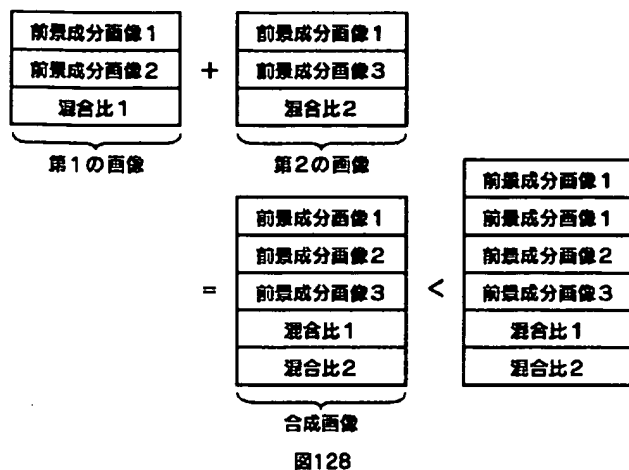 前景成分画像1
前景成分画像2
混合比1
第1の画像
+
前景成分画像1
前景成分画像3
混合比2
第2の画像
=
前景成分画像1
前景成分画像2
前景成分画像3
混合比1
混合比2
合成画像
<
前景成分画像1
前景成分画像1
前景成分画像2
前景成分画像3
混合比1
混合比2
図128